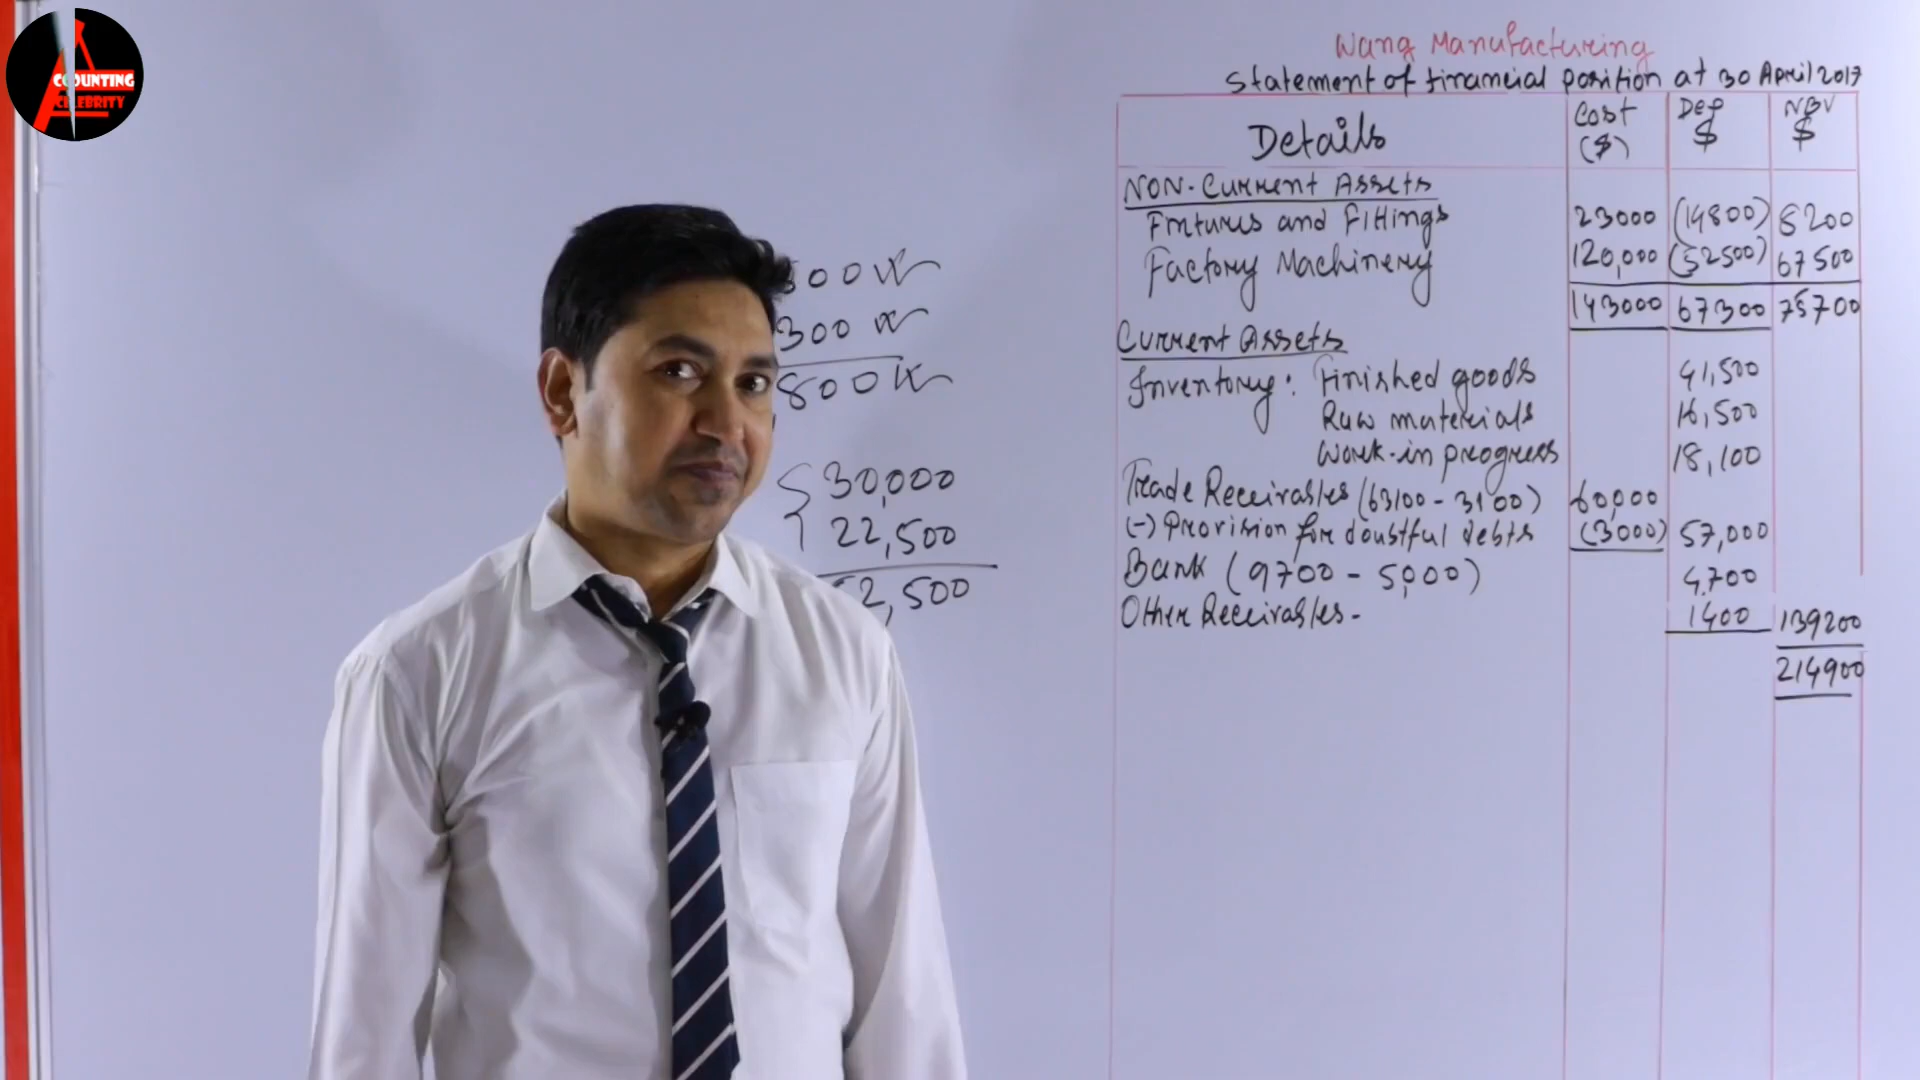 COUNTING
CELEBRITY
Wang Manufacturing
Statement of financial position at 30 April 2017
Details
Cost
($)
Dep
$
NBV
$
NON-Current Assets
Fixtures and Fittings 23000 (14800) 8200
Factory Machinery 120,000 (52500) 67500
143000 67300 75700
Current Assets
Inventory: Finished goods 41,500
Raw materials 16,500
Work-in progress 18,100
Trade Receivables (63100 - 3100) 60,000
(-) Provision for doubtful debts (3000) 57,000
Bank (9700 - 5,000) 4,700
Other Receivables - 1400 139200
214900
300
800
30,000
22,500
2,500